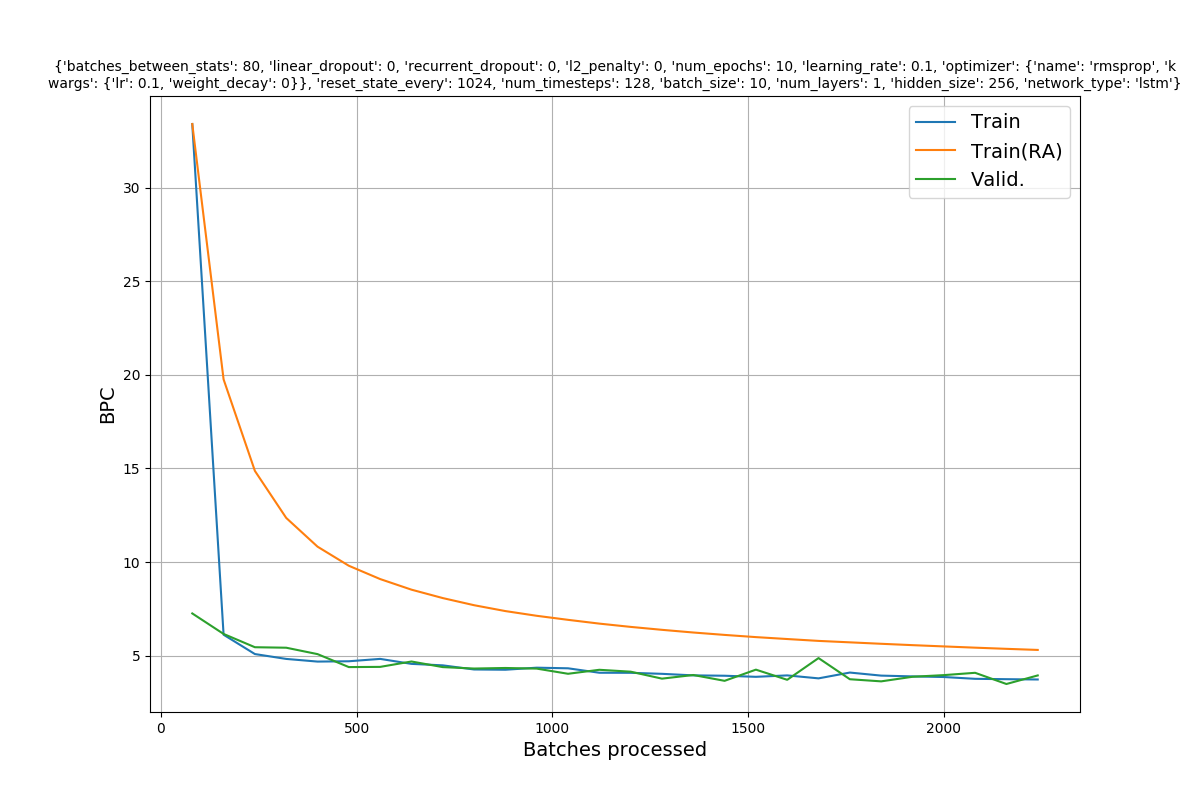 {'batches_between_stats': 80, 'linear_dropout': 0, 'recurrent_dropout': 0, 'l2_penalty': 0, 'num_epochs': 10, 'learning_rate': 0.1, 'optimizer': {'name': 'rmsprop', 'k
wargs': {'lr': 0.1, 'weight_decay': 0}}, 'reset_state_every': 1024, 'num_timesteps': 128, 'batch_size': 10, 'num_layers': 1, 'hidden_size': 256, 'network_type': 'lstm'}
Train
Train(RA)
Valid.
30
25
20
15
10
5
BPC
0
500
1000
1500
2000
Batches processed